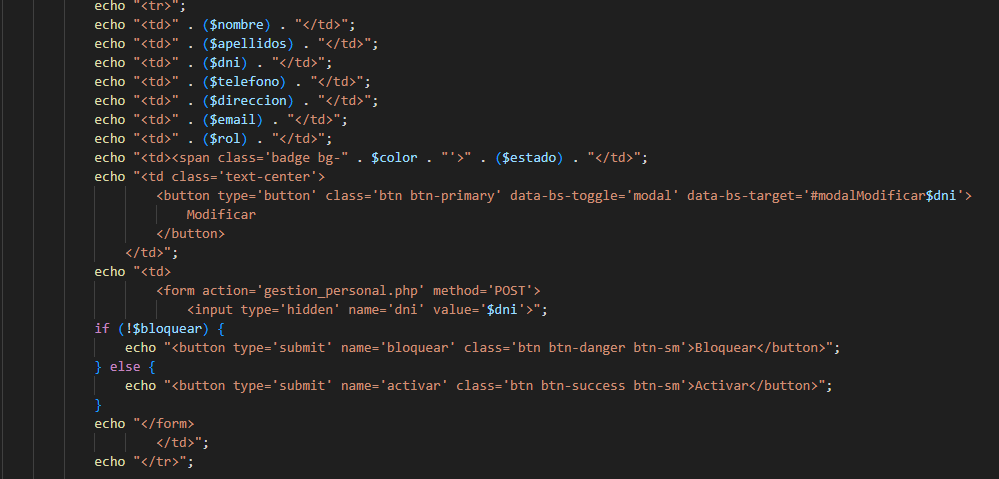 echo "<tr>";
echo "<td>" . ($nombre) . "</td>";
echo "<td>" . ($apellidos) . "</td>";
echo "<td>" . ($dni) . "</td>";
echo "<td>" . ($telefono) . "</td>";
echo "<td>" . ($direccion) . "</td>";
echo "<td>" . ($email) . "</td>";
echo "<td>" . ($rol) . "</td>";
echo "<td><span class='badge bg-" . $color . "'>" . ($estado) . "</td>";
echo "<td class='text-center'>
<button type='button' class='btn btn-primary' data-bs-toggle='modal' data-bs-target='#modalModificar$dni'>
Modificar
</button>
</td>";
echo "<td>
<form action='gestion_personal.php' method='POST'>
<input type='hidden' name='dni' value='$dni'>";
if (!$bloquear) {
echo "<button type='submit' name='bloquear' class='btn btn-danger btn-sm'>Bloquear</button>";
} else {
echo "<button type='submit' name='activar' class='btn btn-success btn-sm'>Activar</button>";
}
echo "</form>
</td>";
echo "</tr>";